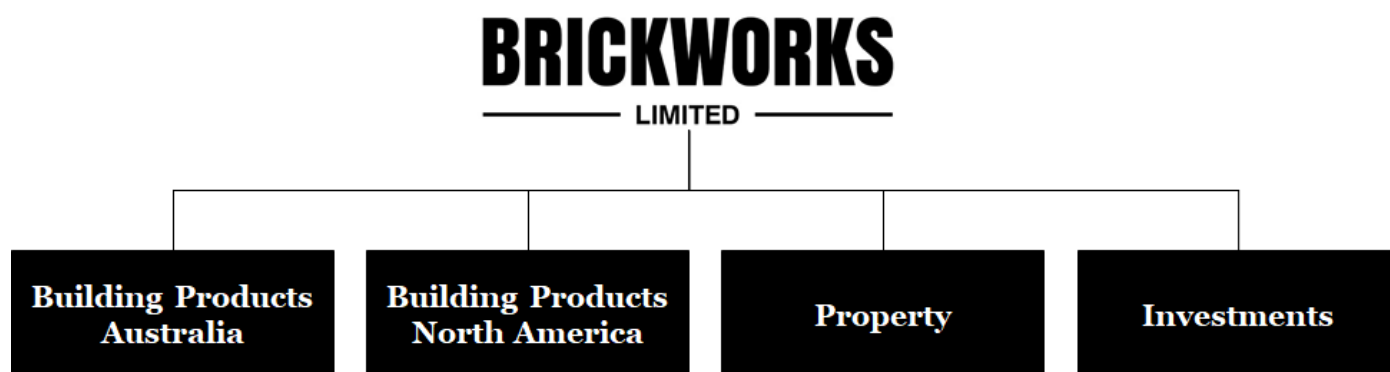 BRICKWORKS
LIMITED
Building Products
Australia
Building Products
North America
Property
Investments